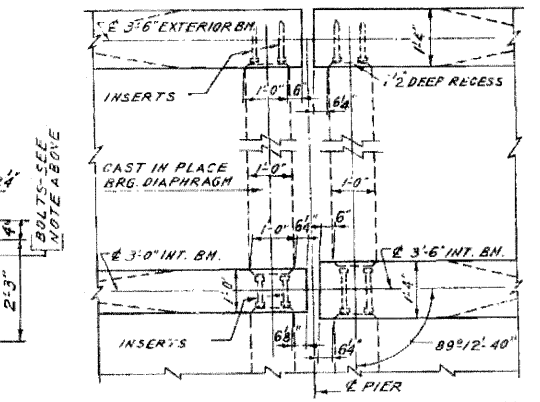 ℄ 3'-6" EXTERIOR BM.
1'-4"
INSERTS
1'-0"
6"
6¼"
1½" DEEP RECESS
BOLTS-SEE
NOTE ABOVE
CAST IN PLACE
BRG. DIAPHRAGM
1'-0"
1'-0"
1'-0"
6¼"
6"
4"
2'-3"
℄ 3'-0" INT. BM.
℄ 3'-6" INT. BM.
1'-0"
1'-4"
INSERTS
6⅛"
6¼"
89°12'-40"
℄ PIER